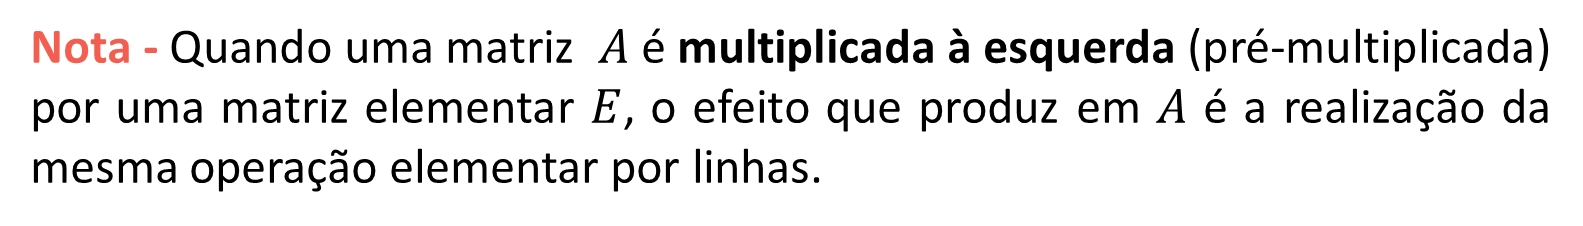 Nota - Quando uma matriz A é multiplicada à esquerda (pré-multiplicada)
por uma matriz elementar E, o efeito que produz em A é a realização da
mesma operação elementar por linhas.